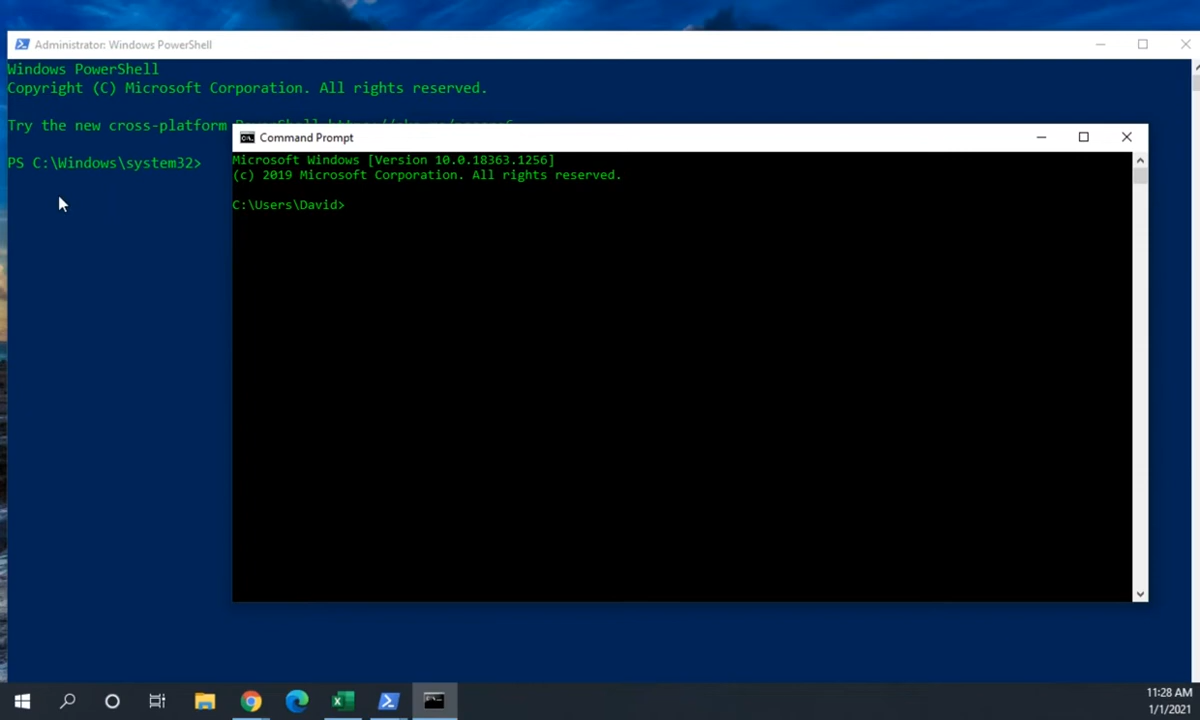 Administrator: Windows PowerShell
Windows PowerShell
Copyright (C) Microsoft Corporation. All rights reserved.
Try the new cross-platform
PS C:\Windows\system32>
Command Prompt
Microsoft Windows [Version 10.0.18363.1256]
(c) 2019 Microsoft Corporation. All rights reserved.
C:\Users\David>
11:28 AM
1/1/2021